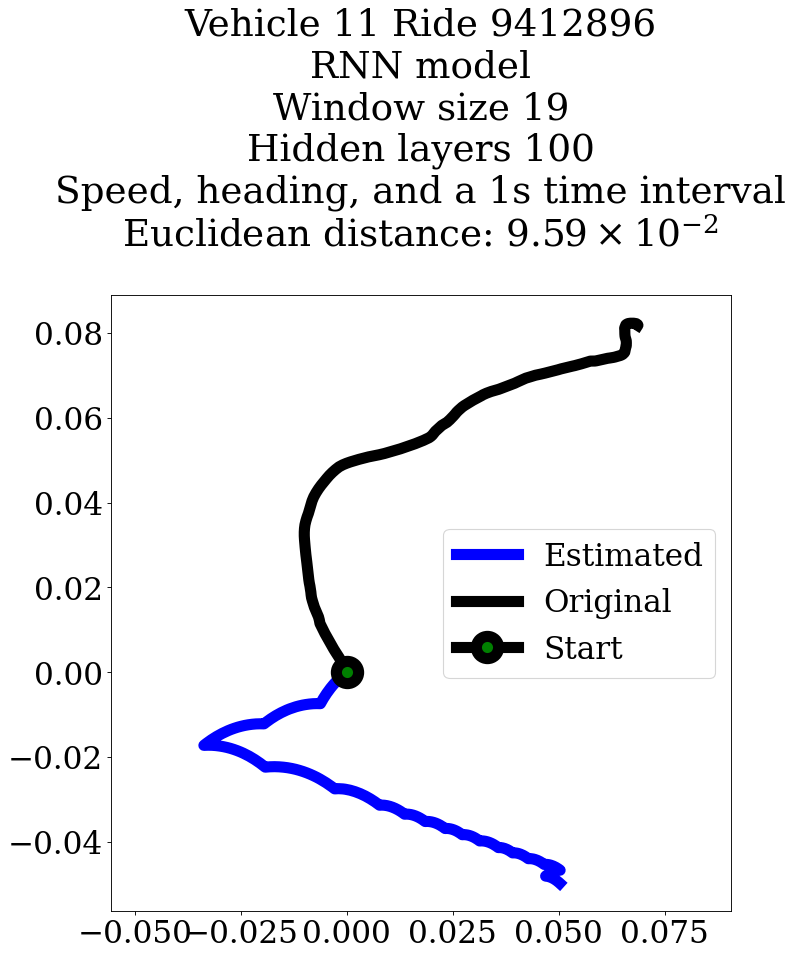 Vehicle 11 Ride 9412896
RNN model
Window size 19
Hidden layers 100
Speed, heading, and a 1s time interval
Euclidean distance: 9.59 × 10⁻²
0.08
0.06
0.04
0.02
0.00
−0.02
−0.04
Estimated
Original
Start
−0.050 −0.025 0.000 0.025 0.050 0.075